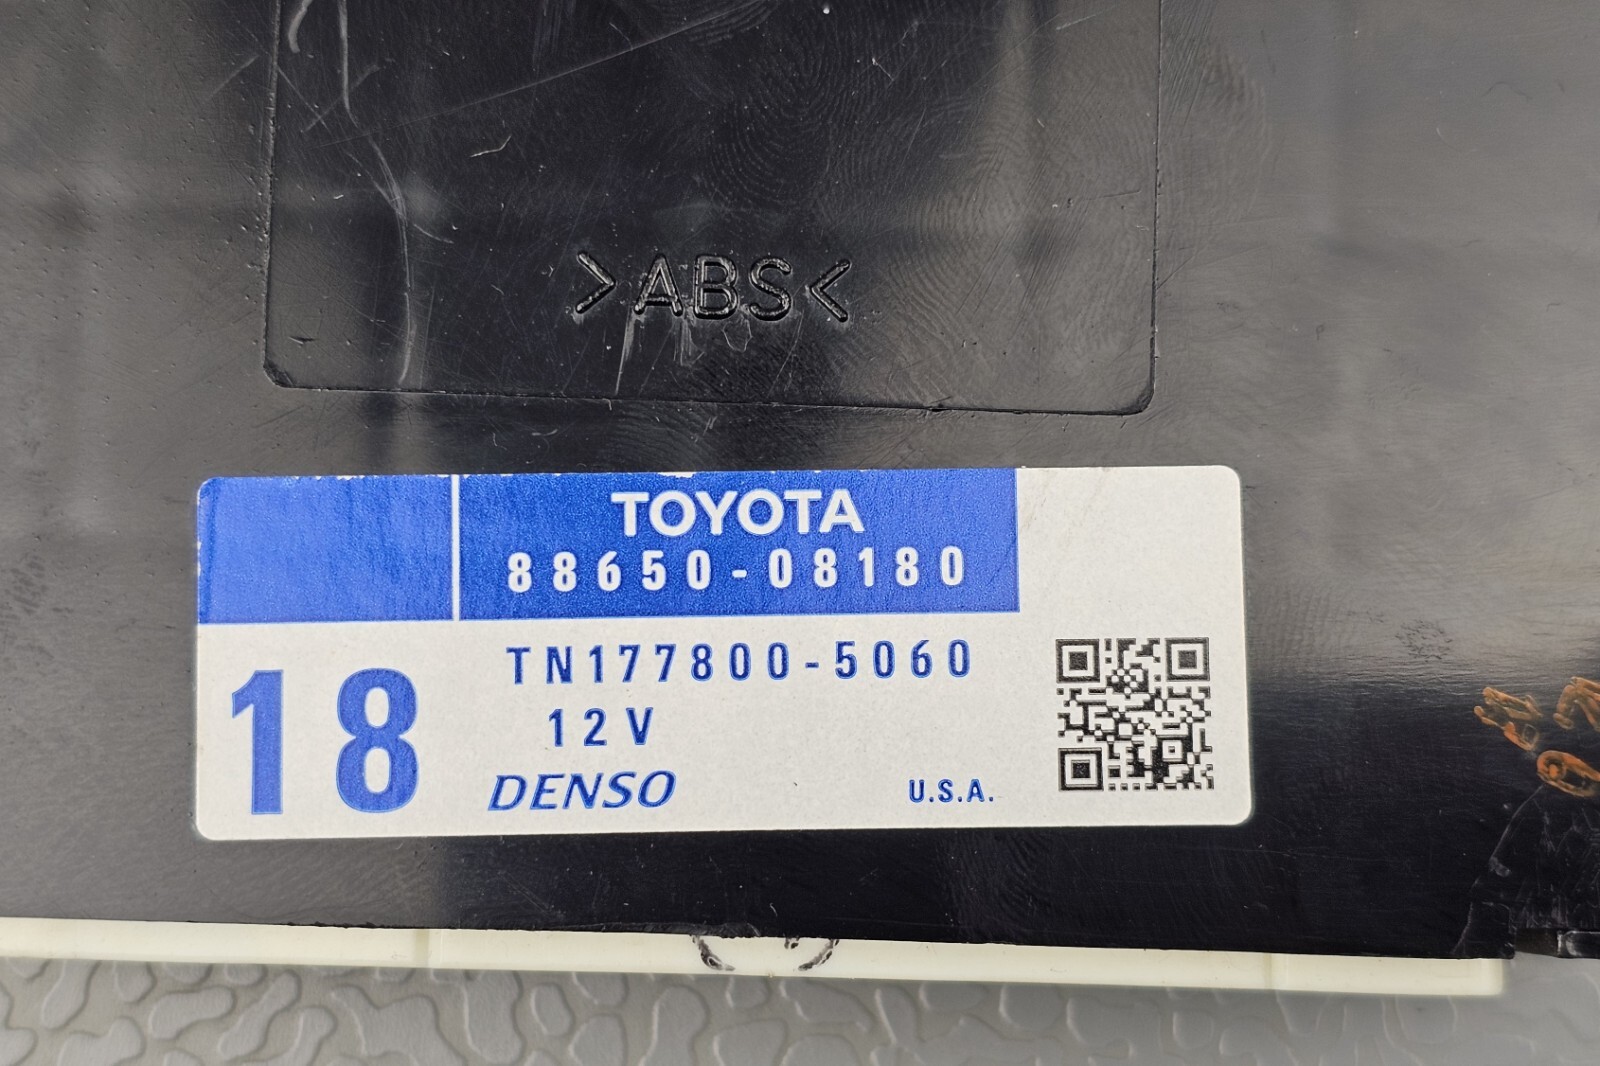 >ABS<
TOYOTA
88650-08180
TN177800-5060
18
12V
DENSO
U.S.A.